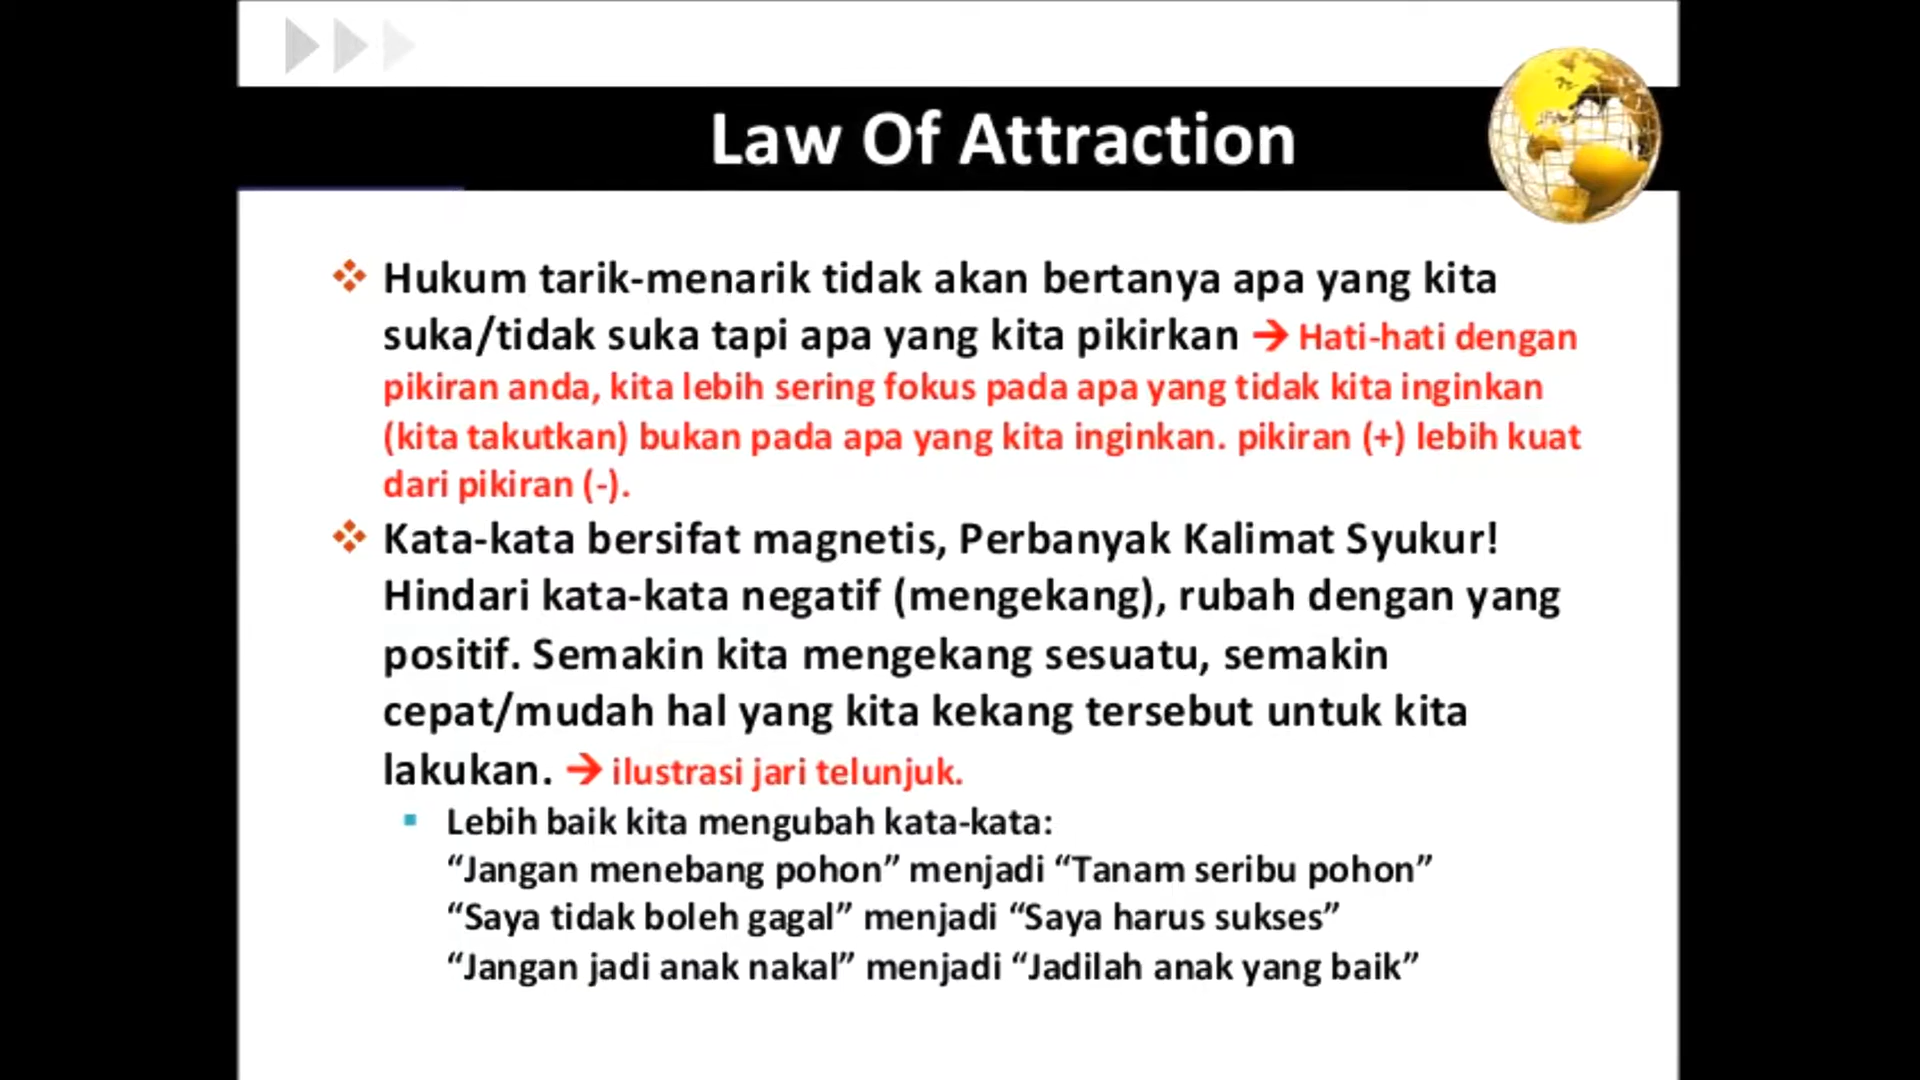 Law Of Attraction
Hukum tarik-menarik tidak akan bertanya apa yang kita
suka/tidak suka tapi apa yang kita pikirkan → Hati-hati dengan
pikiran anda, kita lebih sering fokus pada apa yang tidak kita inginkan
(kita takutkan) bukan pada apa yang kita inginkan. pikiran (+) lebih kuat
dari pikiran (-).
Kata-kata bersifat magnetis, Perbanyak Kalimat Syukur!
Hindari kata-kata negatif (mengekang), rubah dengan yang
positif. Semakin kita mengekang sesuatu, semakin
cepat/mudah hal yang kita kekang tersebut untuk kita
lakukan. → ilustrasi jari telunjuk.
Lebih baik kita mengubah kata-kata:
“Jangan menebang pohon” menjadi “Tanam seribu pohon”
“Saya tidak boleh gagal” menjadi “Saya harus sukses”
“Jangan jadi anak nakal” menjadi “Jadilah anak yang baik”